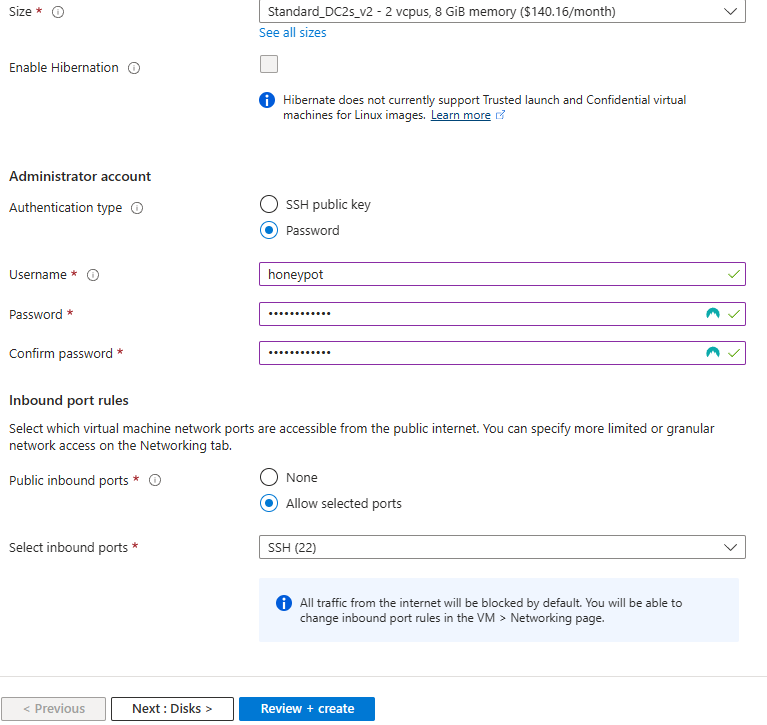 Size *
Standard_DC2s_v2 - 2 vcpus, 8 GiB memory ($140.16/month)
See all sizes
Enable Hibernation
Hibernate does not currently support Trusted launch and Confidential virtual
machines for Linux images. Learn more
Administrator account
Authentication type
SSH public key
Password
Username *
honeypot
Password *
••••••••••••
Confirm password *
••••••••••••
Inbound port rules
Select which virtual machine network ports are accessible from the public internet. You can specify more limited or granular
network access on the Networking tab.
Public inbound ports *
None
Allow selected ports
Select inbound ports *
SSH (22)
All traffic from the internet will be blocked by default. You will be able to
change inbound port rules in the VM > Networking page.
< Previous
Next : Disks >
Review + create